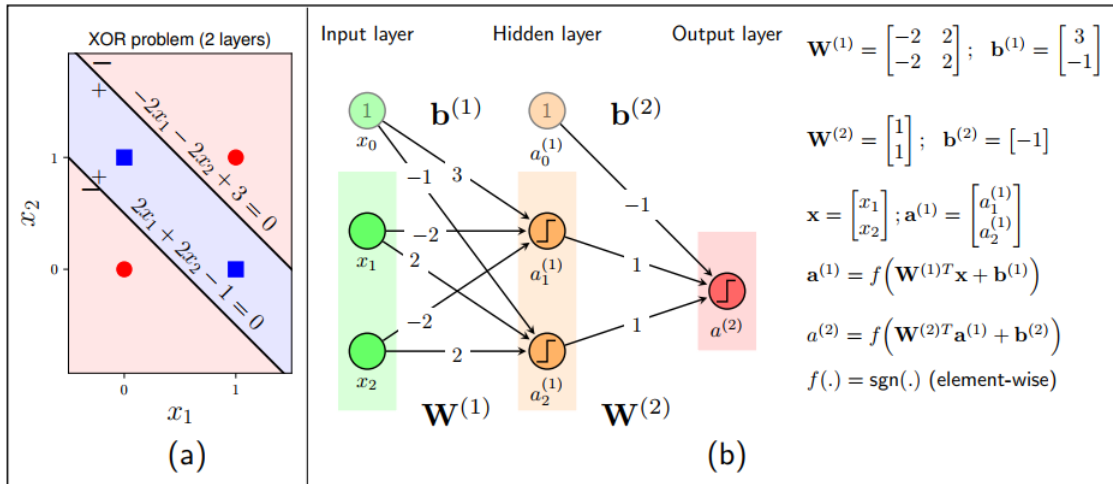 XOR problem (2 layers)
−
+
−2x₁ − 2x₂ + 3 = 0
+
−
2x₁ + 2x₂ − 1 = 0
1
0
x₂
0 1
x₁
(a)
Input layer Hidden layer Output layer
1 b⁽¹⁾ 1 b⁽²⁾
x₀ a₀⁽¹⁾
−1 3 −1
x₁ −2 a₁⁽¹⁾ 1
2 a⁽²⁾
−2 1
x₂ 2 a₂⁽¹⁾
W⁽¹⁾ W⁽²⁾
(b)
W⁽¹⁾ = [−2 2; −2 2] ; b⁽¹⁾ = [3; −1]
W⁽²⁾ = [1; 1] ; b⁽²⁾ = [−1]
x = [x₁; x₂] ; a⁽¹⁾ = [a₁⁽¹⁾; a₂⁽¹⁾]
a⁽¹⁾ = f(W⁽¹⁾ᵀx + b⁽¹⁾)
a⁽²⁾ = f(W⁽²⁾ᵀa⁽¹⁾ + b⁽²⁾)
f(.) = sgn(.) (element-wise)